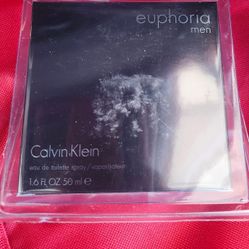 euphoria
men
Calvin Klein
eau de toilette spray / vaporisateur
1.6 FL OZ 50 ml e